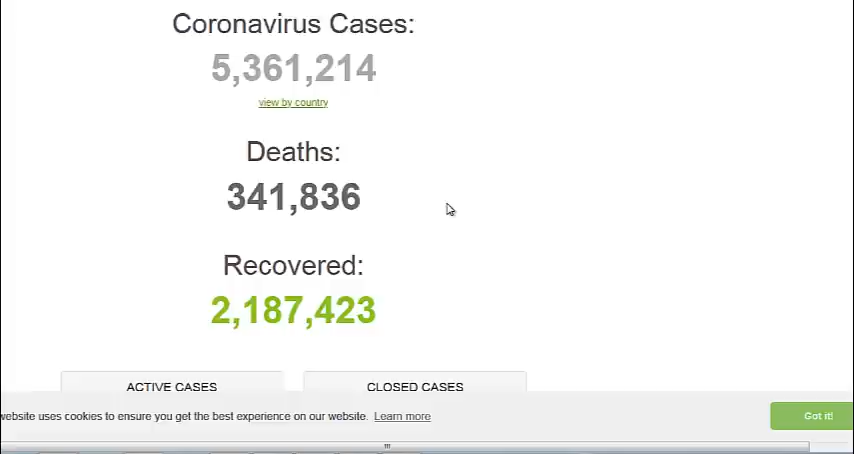 Coronavirus Cases:
5,361,214
view by country
Deaths:
341,836
Recovered:
2,187,423
ACTIVE CASES
CLOSED CASES
website uses cookies to ensure you get the best experience on our website. Learn more
Got it!